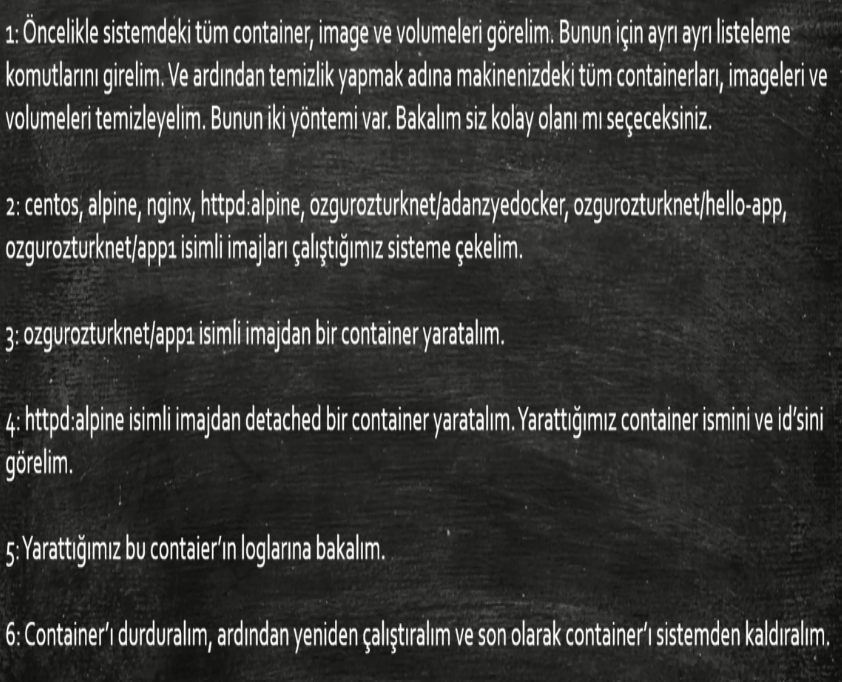 1: Öncelikle sistemdeki tüm container, image ve volumeleri görelim. Bunun için ayrı ayrı listeleme
komutlarını girelim. Ve ardından temizlik yapmak adına makinenizdeki tüm containerları, imageleri ve
volumeleri temizleyelim. Bunun iki yöntemi var. Bakalım siz kolay olanı mı seçeceksiniz.
2: centos, alpine, nginx, httpd:alpine, ozgurozturknet/adanzyedocker, ozgurozturknet/hello-app,
ozgurozturknet/app1 isimli imajları çalıştığımız sisteme çekelim.
3: ozgurozturknet/app1 isimli imajdan bir container yaratalım.
4: httpd:alpine isimli imajdan detached bir container yaratalım. Yarattığımız container ismini ve id’sini
görelim.
5: Yarattığımız bu contaier’ın loglarına bakalım.
6: Container’ı durduralım, ardından yeniden çalıştıralım ve son olarak container’ı sistemden kaldıralım.